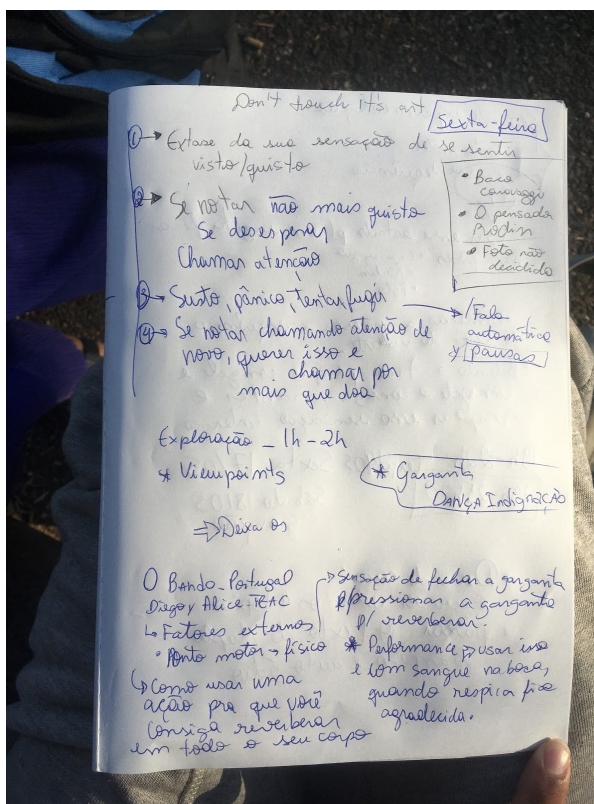 Don't touch it's art
Sexta-feira
① → Extase da sua sensação de se sentir
visto/quisto
• Baco
caravaggi
• O pensador
Rodin
• Foto não
decidida
② → Se notar não mais quisto
Se desesperar
Chamar atenção
③ → Susto, pânico, tentar fugir
→ / Fala
automática
y pausas
④ → Se notar chamando atenção de
novo, querer isso e
chamar por
mais que doa
Exploração - 1h - 2h
* Viewpoints
* Garganta
DANÇA Indignação
⇒ Deixa os
O Bando - Portugal
Diego y Alice - TEAC
↳ Fatores externos
• Ponto motor → físico
↳ Como usar uma
ação pra que você
consiga reverberar
em todo o seu corpo
→ Sensação de fechar a garganta
pressionar a garganta
p/ reverberar.
* Performance ⇒ usar isso
e com sangue na boca,
quando respira fica
agradecida.